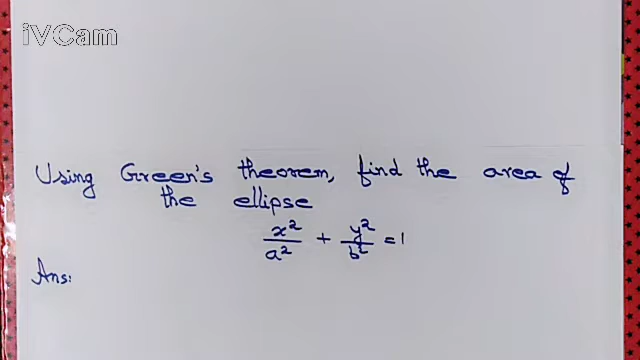 iVCam
Using Green's theorem, find the area of
the ellipse
x²/a² + y²/b² = 1
Ans: